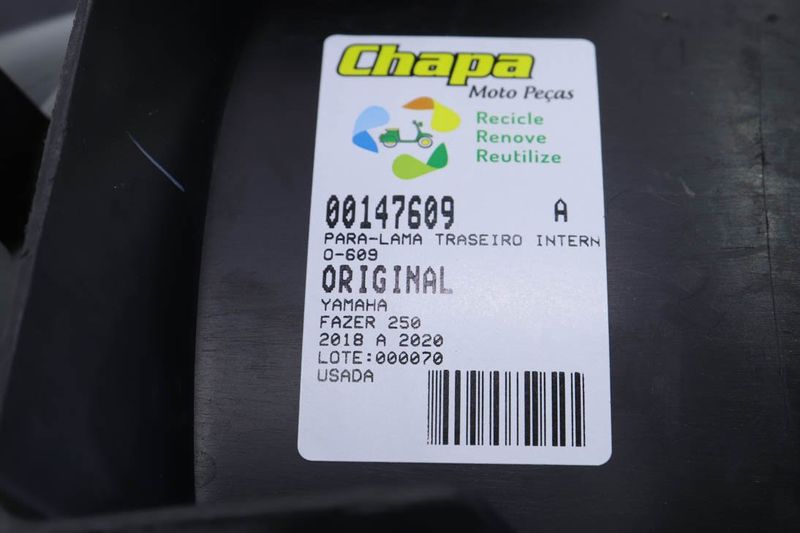 Chapa
Moto Peças
Recicle
Renove
Reutilize
00147609 A
PARA-LAMA TRASEIRO INTERN
O-609
ORIGINAL
YAMAHA
FAZER 250
2018 A 2020
LOTE:000070
USADA